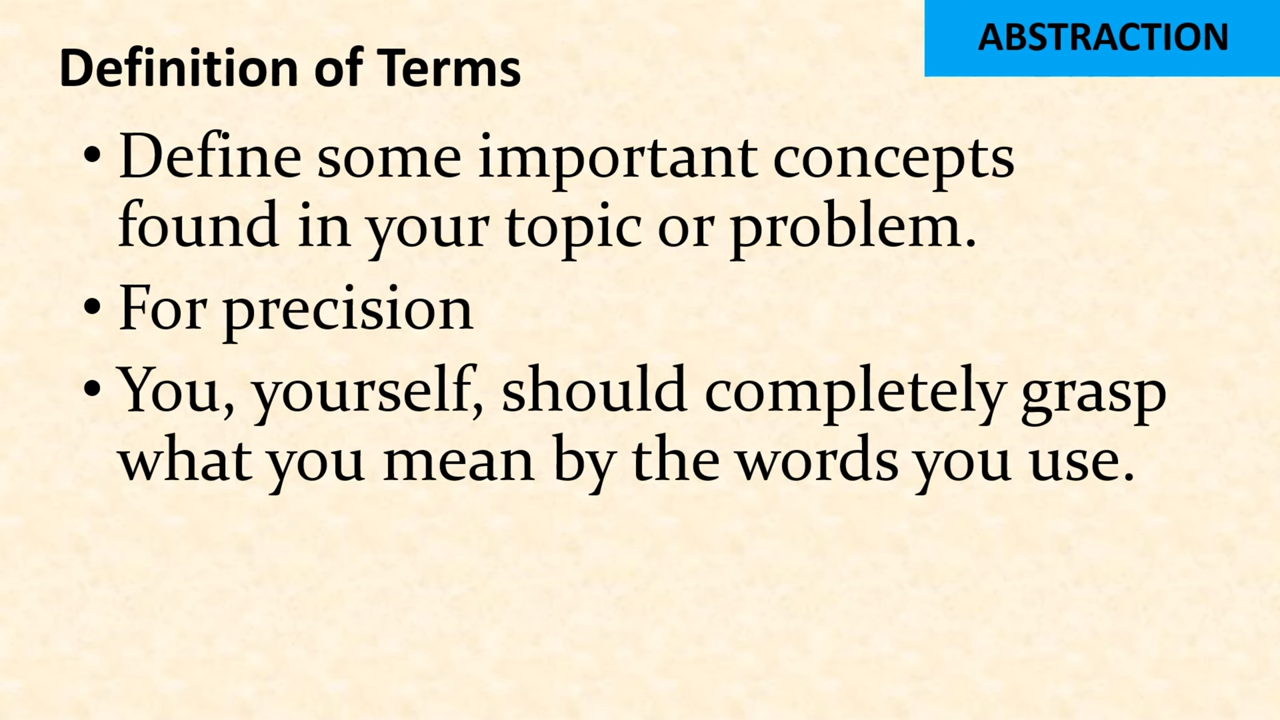 ABSTRACTION
Definition of Terms
• Define some important concepts
found in your topic or problem.
• For precision
• You, yourself, should completely grasp
what you mean by the words you use.